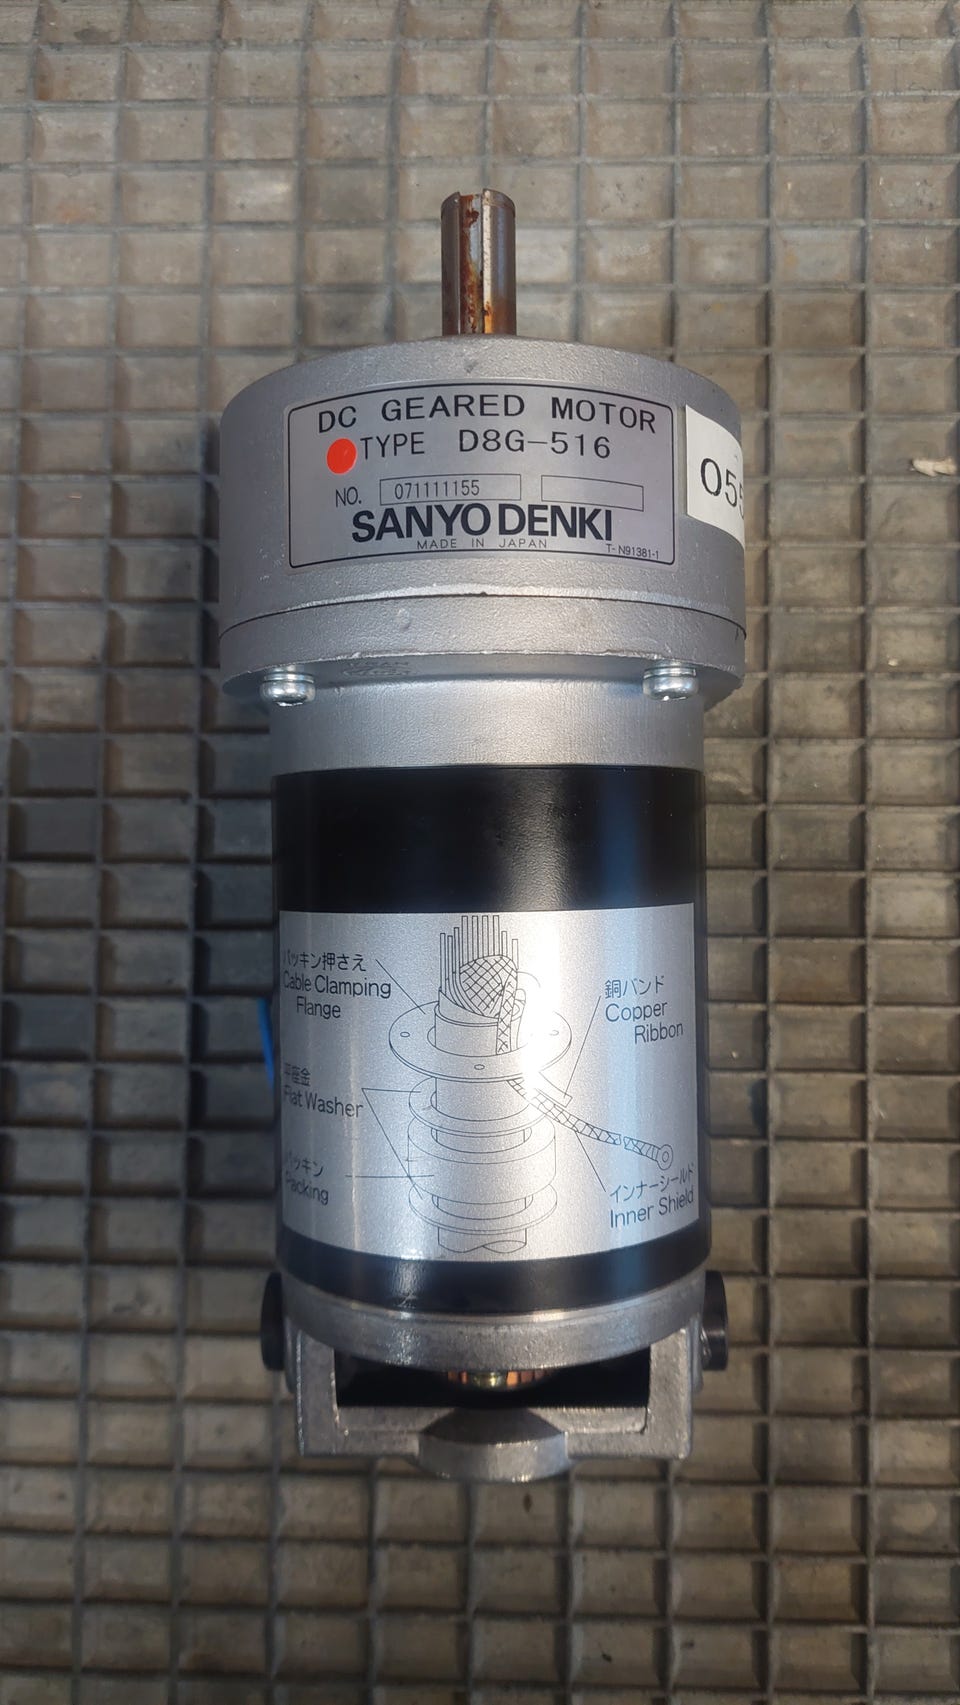 DC GEARED MOTOR
TYPE D8G-516
NO. 071111155
SANYO DENKI
MADE IN JAPAN
T-N91381-1
パッキン押さえ
Cable Clamping
Flange
銅バンド
Copper
Ribbon
座金
Flat Washer
パッキン
Packing
インナーシールド
Inner Shield